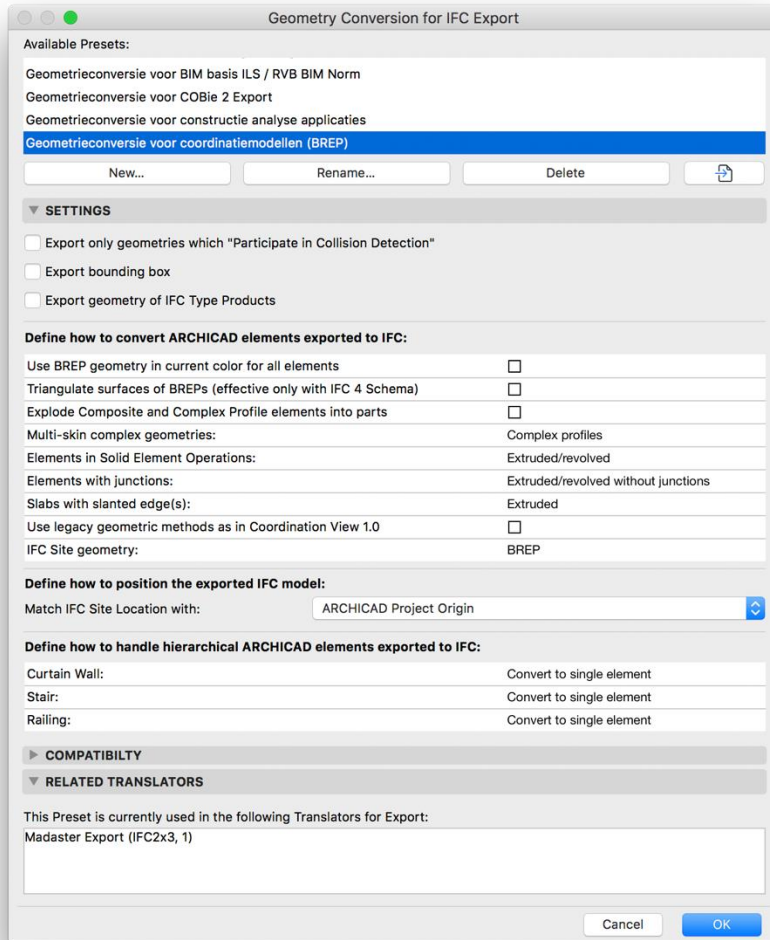 Geometry Conversion for IFC Export
Available Presets:
Geometrieconversie voor BIM basis ILS / RVB BIM Norm
Geometrieconversie voor COBie 2 Export
Geometrieconversie voor constructie analyse applicaties
Geometrieconversie voor coordinatiemodellen (BREP)
New... Rename... Delete
SETTINGS
Export only geometries which "Participate in Collision Detection"
Export bounding box
Export geometry of IFC Type Products
Define how to convert ARCHICAD elements exported to IFC:
Use BREP geometry in current color for all elements
Triangulate surfaces of BREPs (effective only with IFC 4 Schema)
Explode Composite and Complex Profile elements into parts
Multi-skin complex geometries: Complex profiles
Elements in Solid Element Operations: Extruded/revolved
Elements with junctions: Extruded/revolved without junctions
Slabs with slanted edge(s): Extruded
Use legacy geometric methods as in Coordination View 1.0
IFC Site geometry: BREP
Define how to position the exported IFC model:
Match IFC Site Location with: ARCHICAD Project Origin
Define how to handle hierarchical ARCHICAD elements exported to IFC:
Curtain Wall: Convert to single element
Stair: Convert to single element
Railing: Convert to single element
COMPATIBILTY
RELATED TRANSLATORS
This Preset is currently used in the following Translators for Export:
Madaster Export (IFC2x3, 1)
Cancel OK